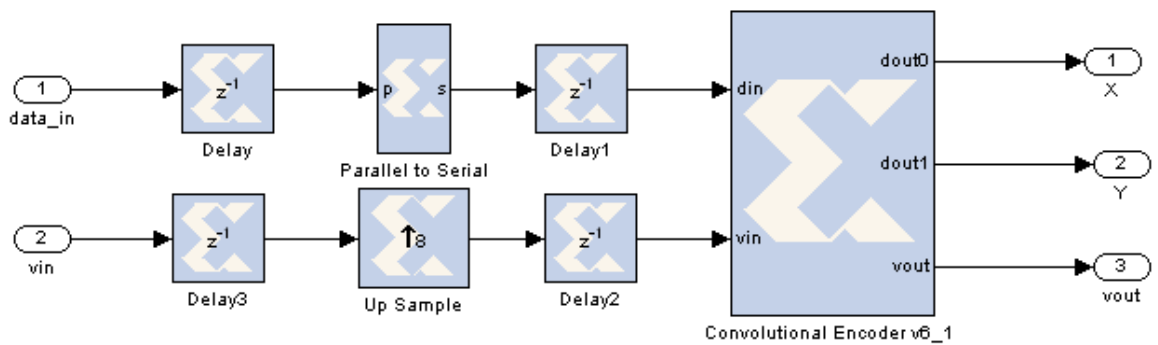 1
data_in
z-1
Delay
p
s
Parallel to Serial
z-1
Delay1
din
dout0
1
X
dout1
2
Y
2
vin
z-1
Delay3
↑8
Up Sample
z-1
Delay2
vin
vout
3
vout
Convolutional Encoder v6_1